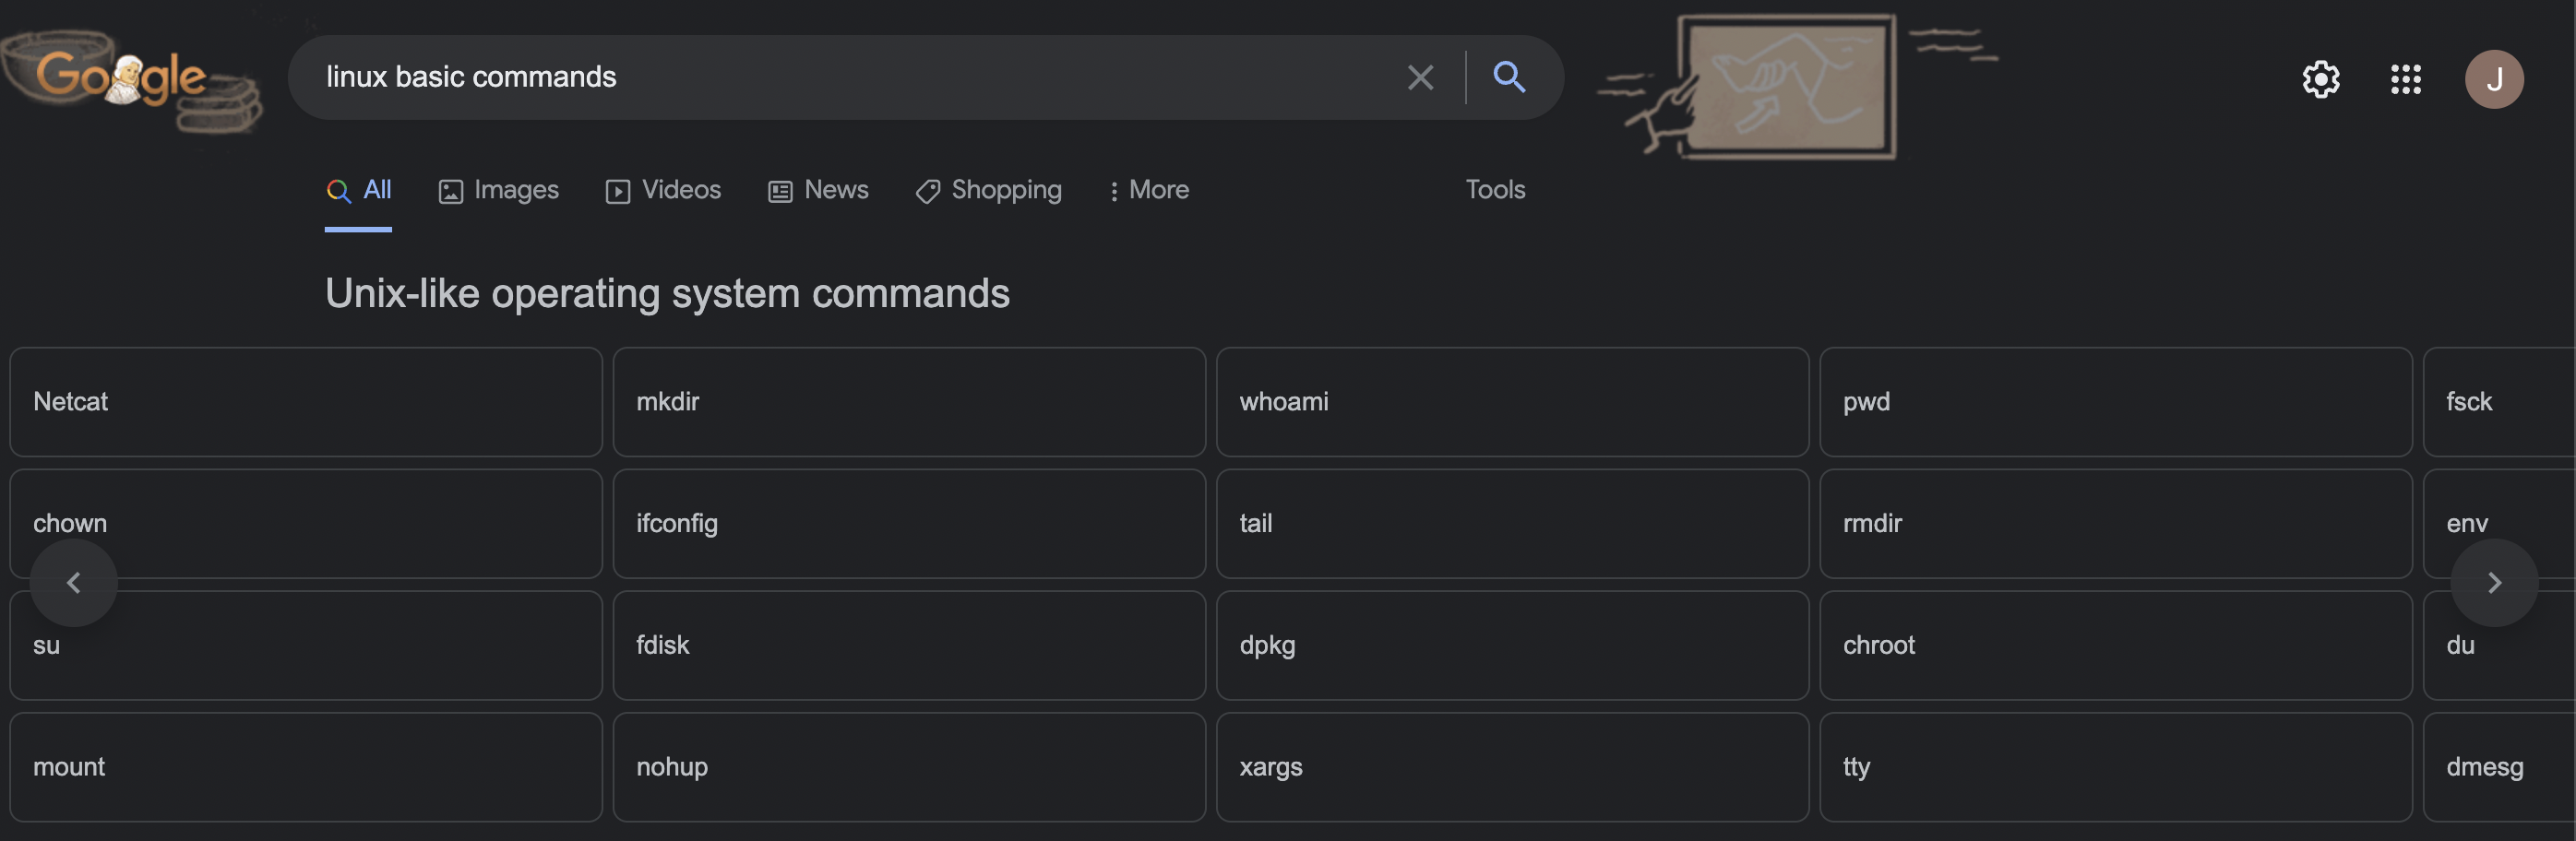 Google
linux basic commands
J
All Images Videos News Shopping More Tools
Unix-like operating system commands
Netcat mkdir whoami pwd fsck
chown ifconfig tail rmdir env
su fdisk dpkg chroot du
mount nohup xargs tty dmesg